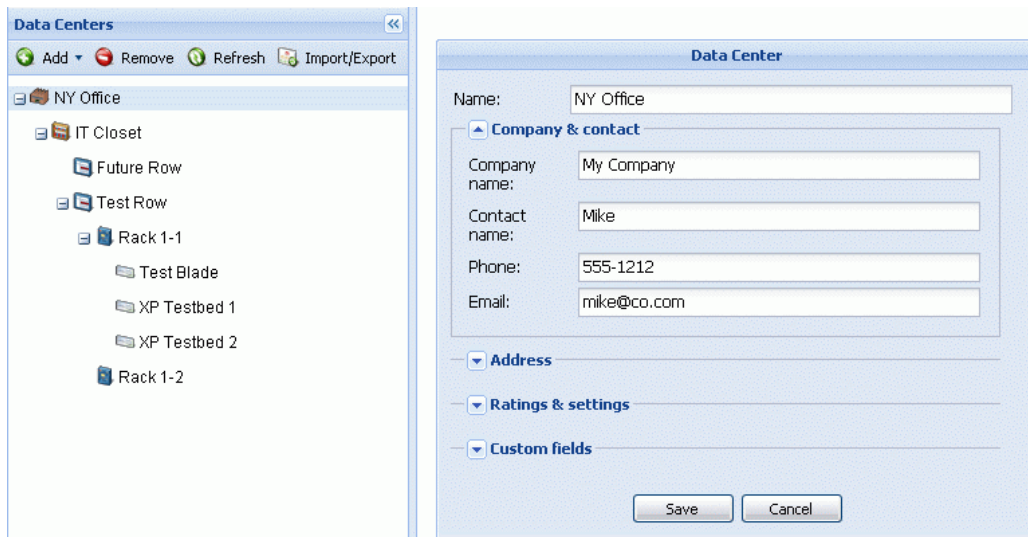 Data Centers
Add Remove Refresh Import/Export
NY Office
IT Closet
Future Row
Test Row
Rack 1-1
Test Blade
XP Testbed 1
XP Testbed 2
Rack 1-2
Data Center
Name: NY Office
Company & contact
Company name: My Company
Contact name: Mike
Phone: 555-1212
Email: mike@co.com
Address
Ratings & settings
Custom fields
Save Cancel